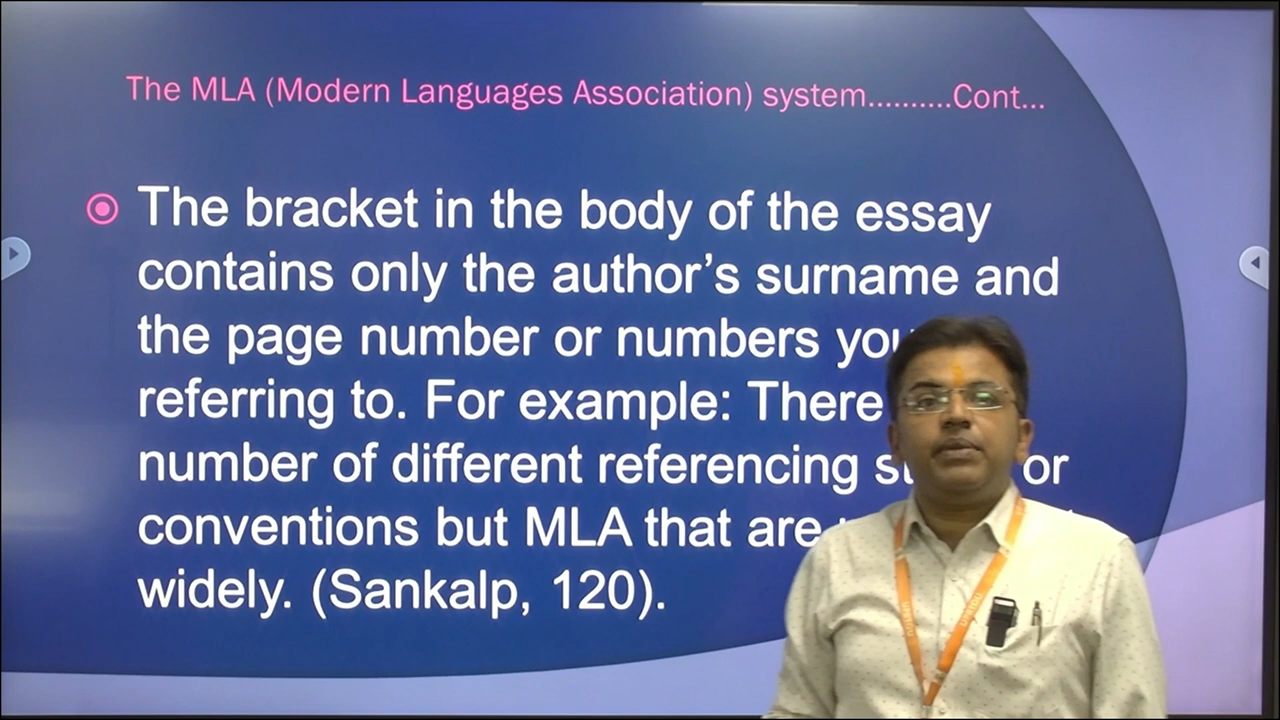 The MLA (Modern Languages Association) system..........Cont...
The bracket in the body of the essay
contains only the author’s surname and
the page number or numbers you
referring to. For example: There
number of different referencing or
conventions but MLA that are
widely. (Sankalp, 120).